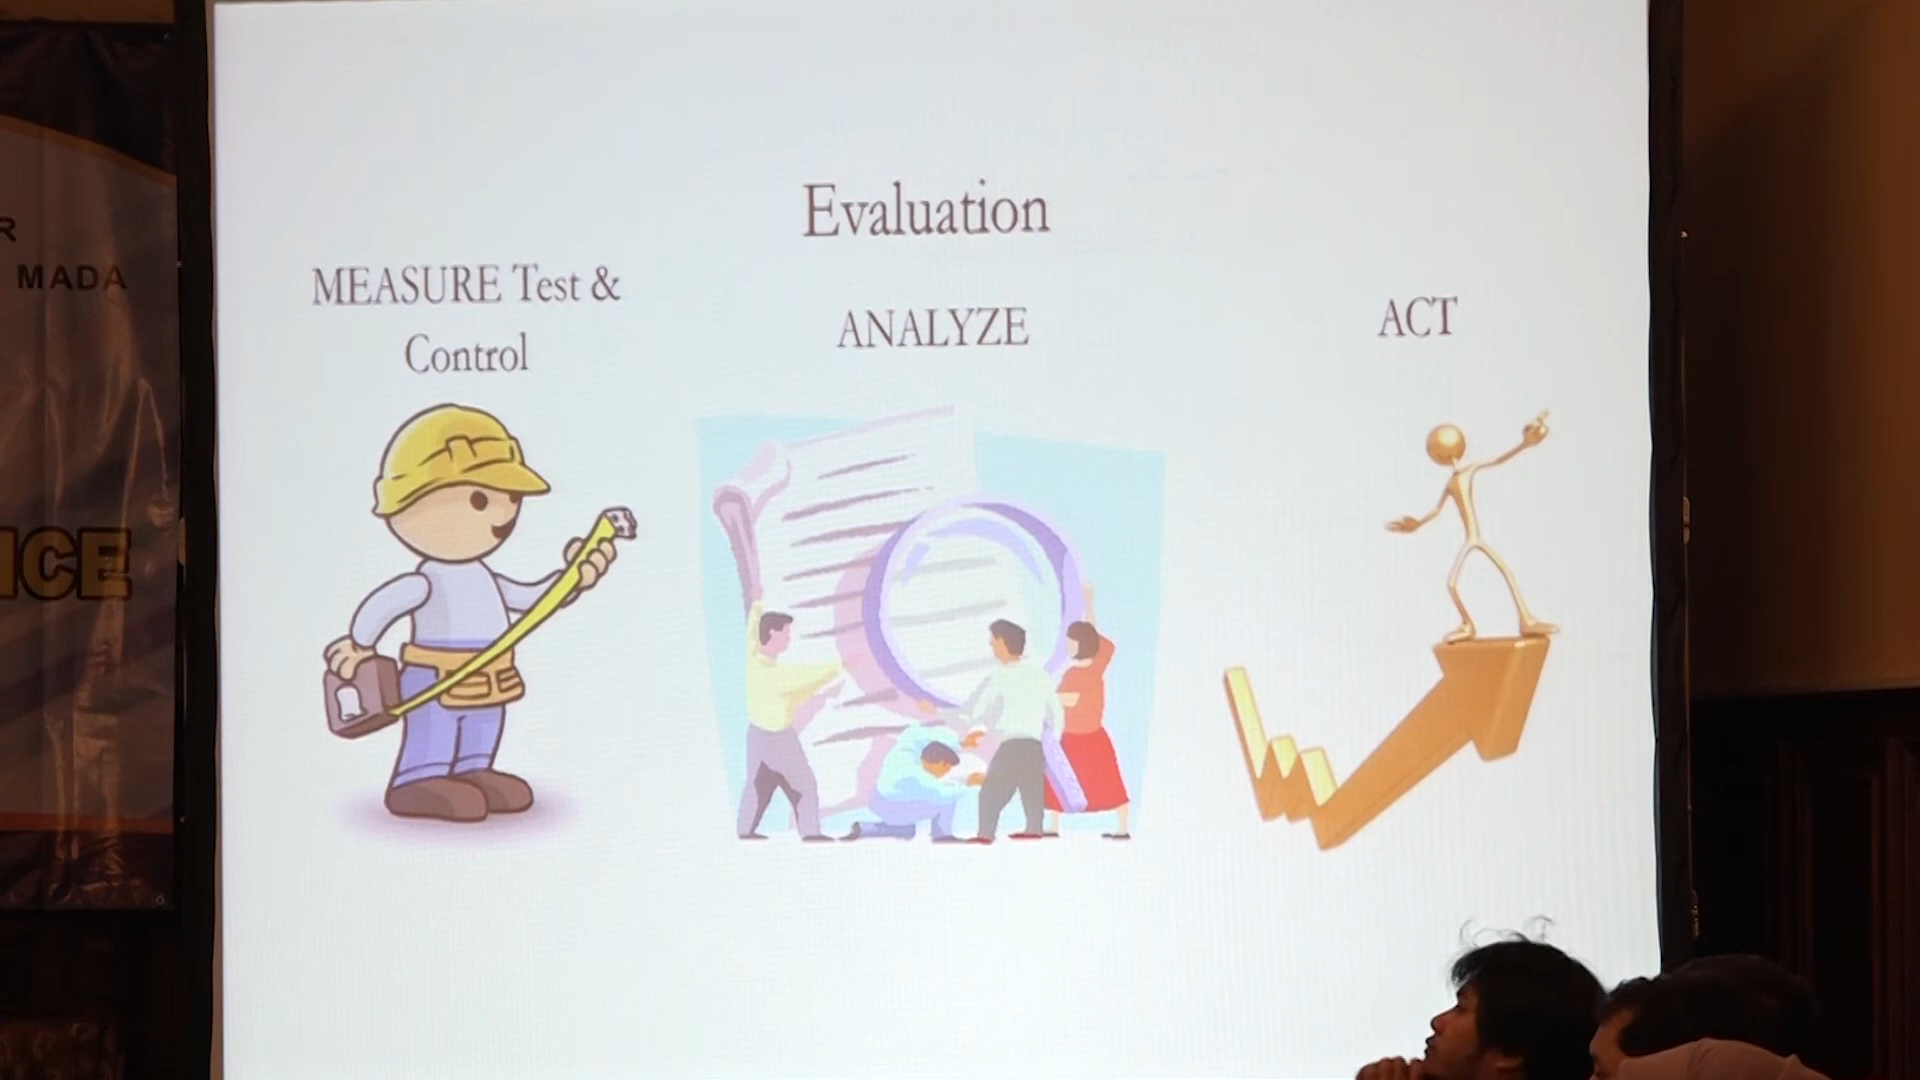 R
MADA
ICE
Evaluation
MEASURE Test &
Control
ANALYZE
ACT